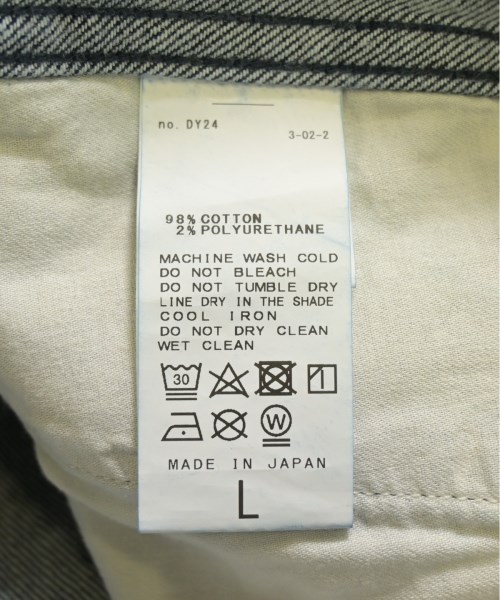 no. DY24
3-02-2
98% COTTON
2% POLYURETHANE
MACHINE WASH COLD
DO NOT BLEACH
DO NOT TUMBLE DRY
LINE DRY IN THE SHADE
COOL IRON
DO NOT DRY CLEAN
WET CLEAN
30
W
MADE IN JAPAN
L